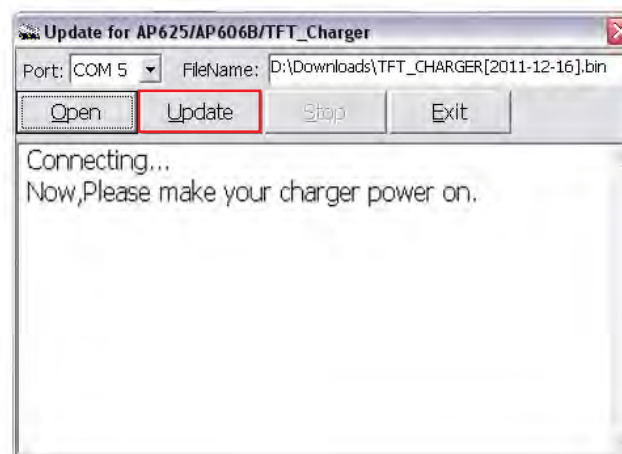 Update for AP625/AP606B/TFT_Charger
Port: COM 5 FileName: D:\Downloads\TFT_CHARGER[2011-12-16].bin
Open Update Stop Exit
Connecting...
Now,Please make your charger power on.